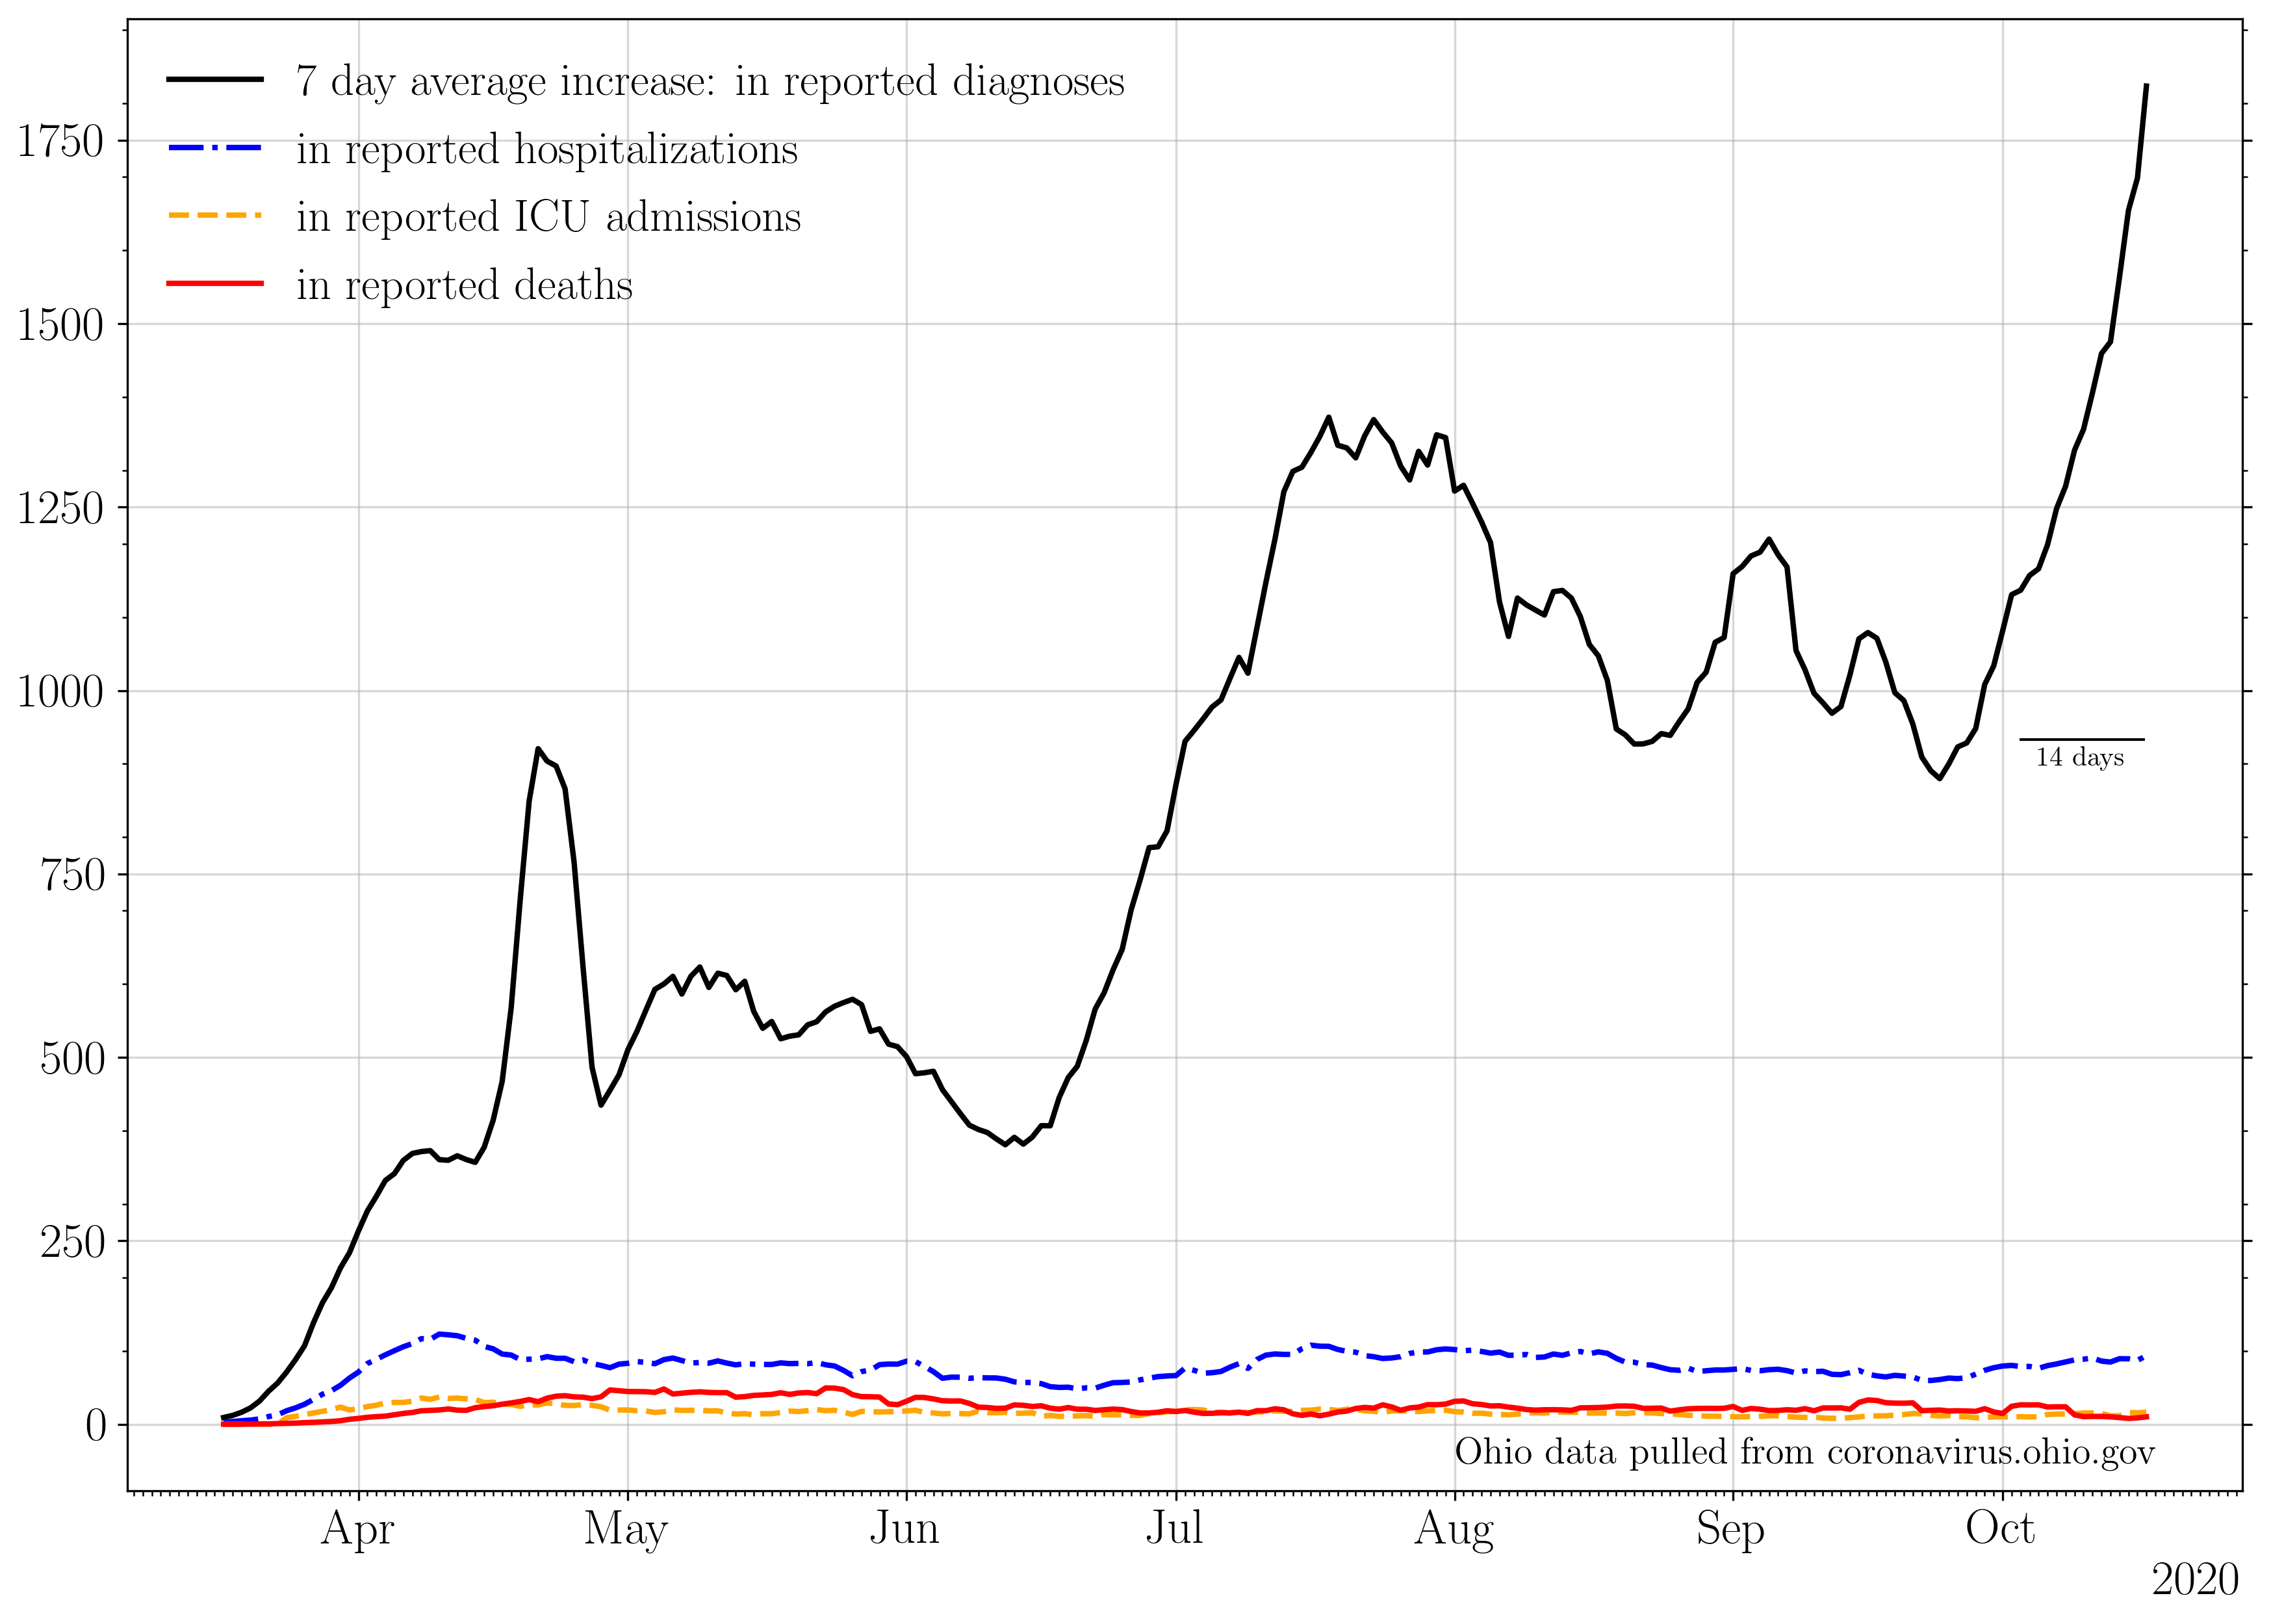 7 day average increase: in reported diagnoses
in reported hospitalizations
in reported ICU admissions
in reported deaths
1750
1500
1250
1000
750
500
250
0
14 days
Ohio data pulled from coronavirus.ohio.gov
Apr May Jun Jul Aug Sep Oct
2020